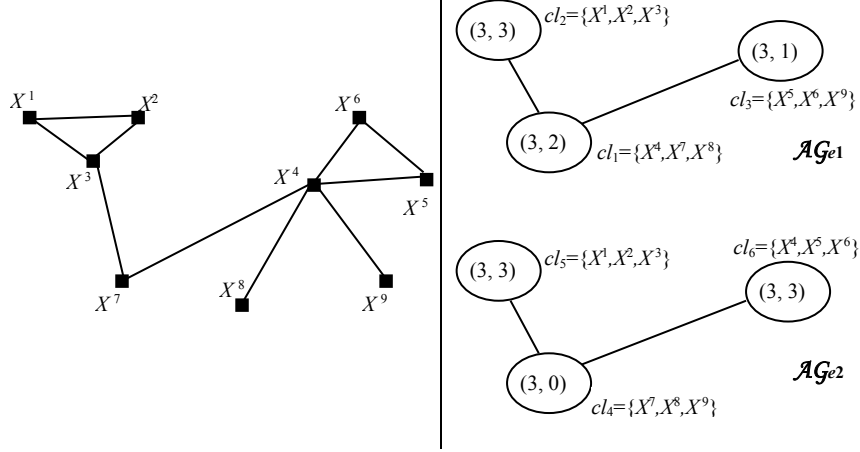 X¹
X²
X³
X⁶
X⁴
X⁵
X⁷
X⁸
X⁹
(3, 3)
cl₂={X¹,X²,X³}
(3, 1)
cl₃={X⁵,X⁶,X⁹}
(3, 2)
cl₁={X⁴,X⁷,X⁸}
𝒜𝒢e1
cl₆={X⁴,X⁵,X⁶}
(3, 3)
cl₅={X¹,X²,X³}
(3, 3)
(3, 0)
cl₄={X⁷,X⁸,X⁹}
𝒜𝒢e2